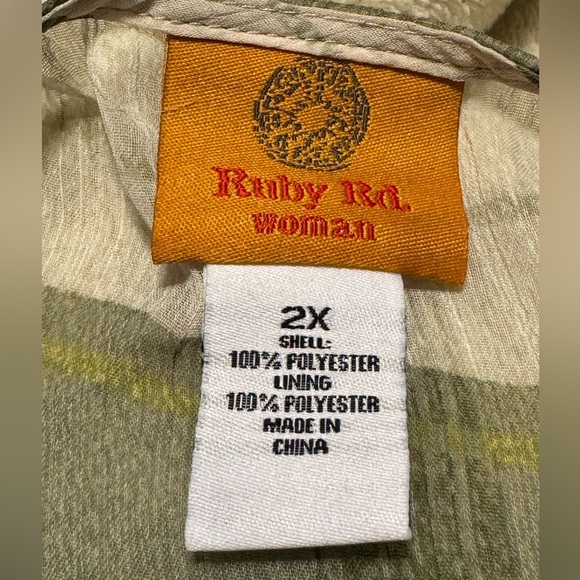 Ruby Rd.
woman
2X
SHELL:
100% POLYESTER
LINING
100% POLYESTER
MADE IN
CHINA